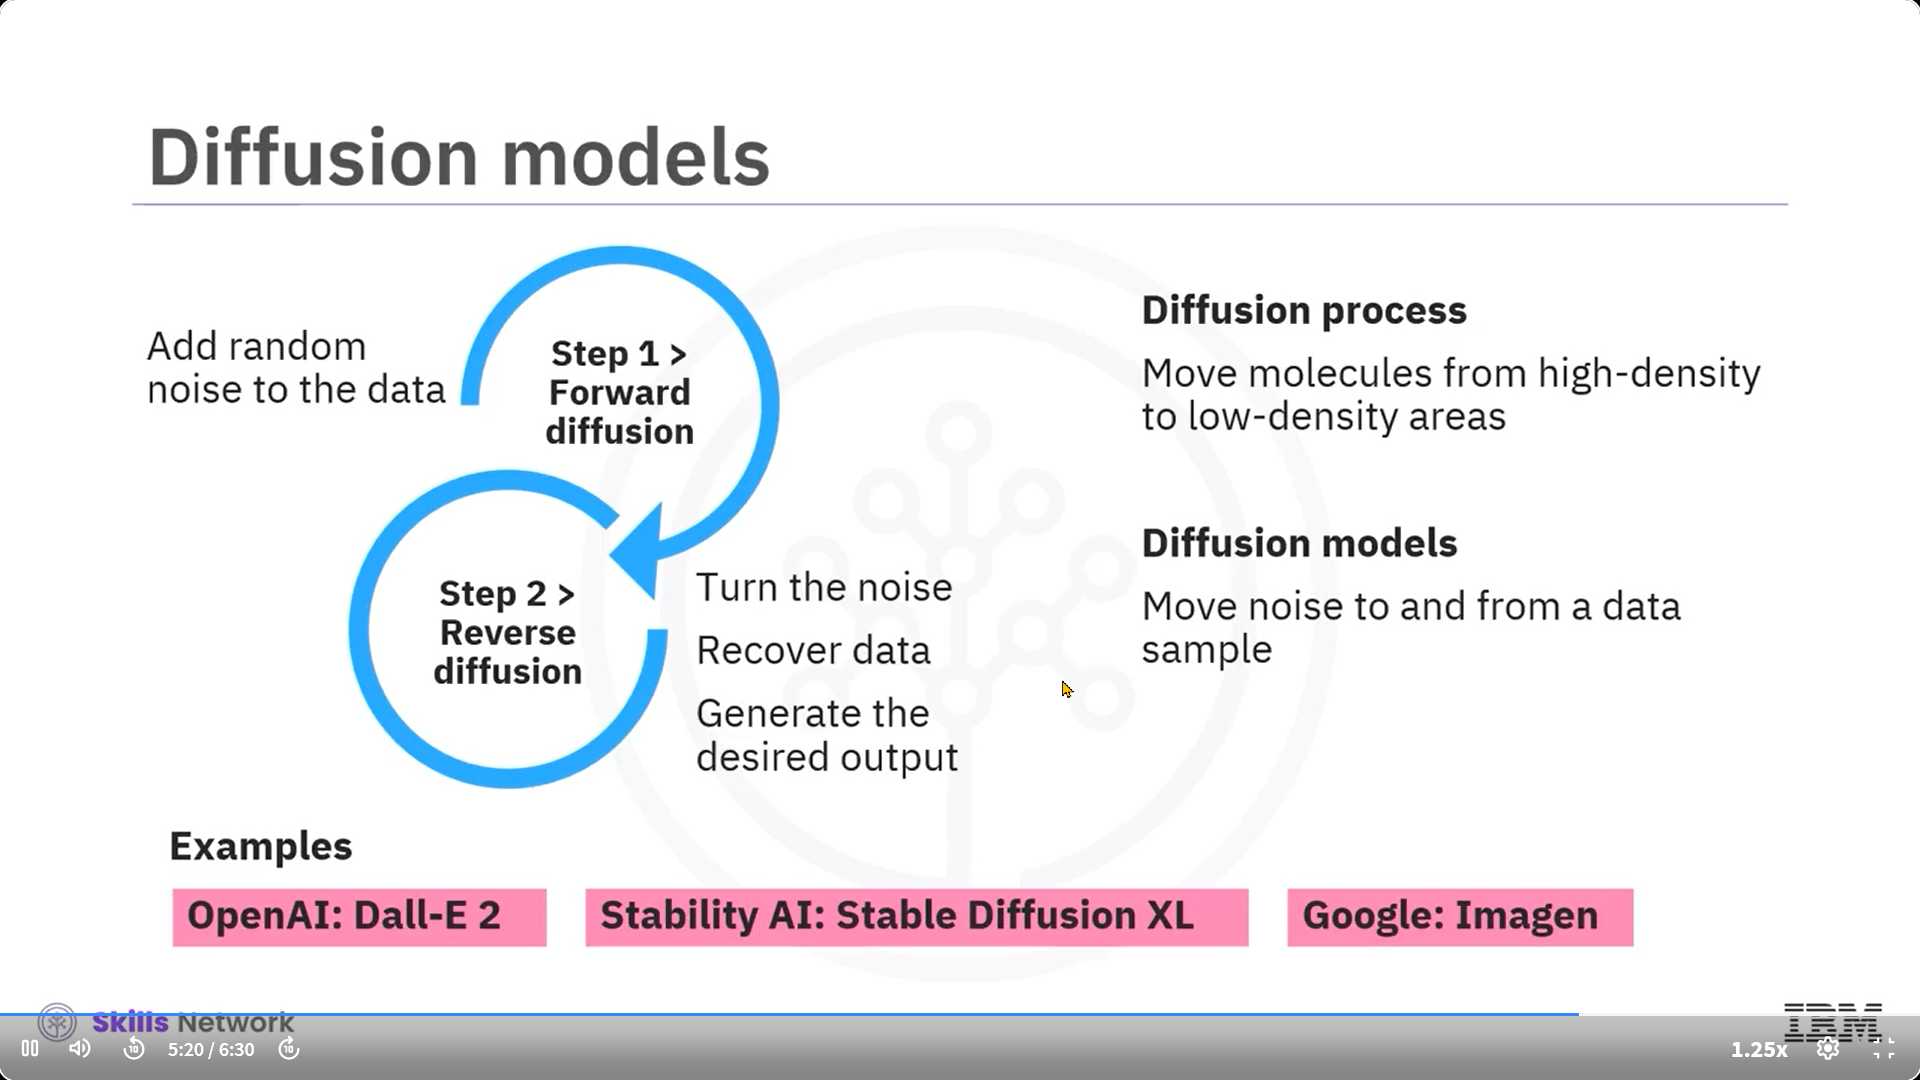 Diffusion models
Add random
noise to the data
Step 1 >
Forward
diffusion
Step 2 >
Reverse
diffusion
Turn the noise
Recover data
Generate the
desired output
Diffusion process
Move molecules from high-density
to low-density areas
Diffusion models
Move noise to and from a data
sample
Examples
OpenAI: Dall-E 2
Stability AI: Stable Diffusion XL
Google: Imagen
Skills Network
IBM
10
5:20 / 6:30
10
1.25x